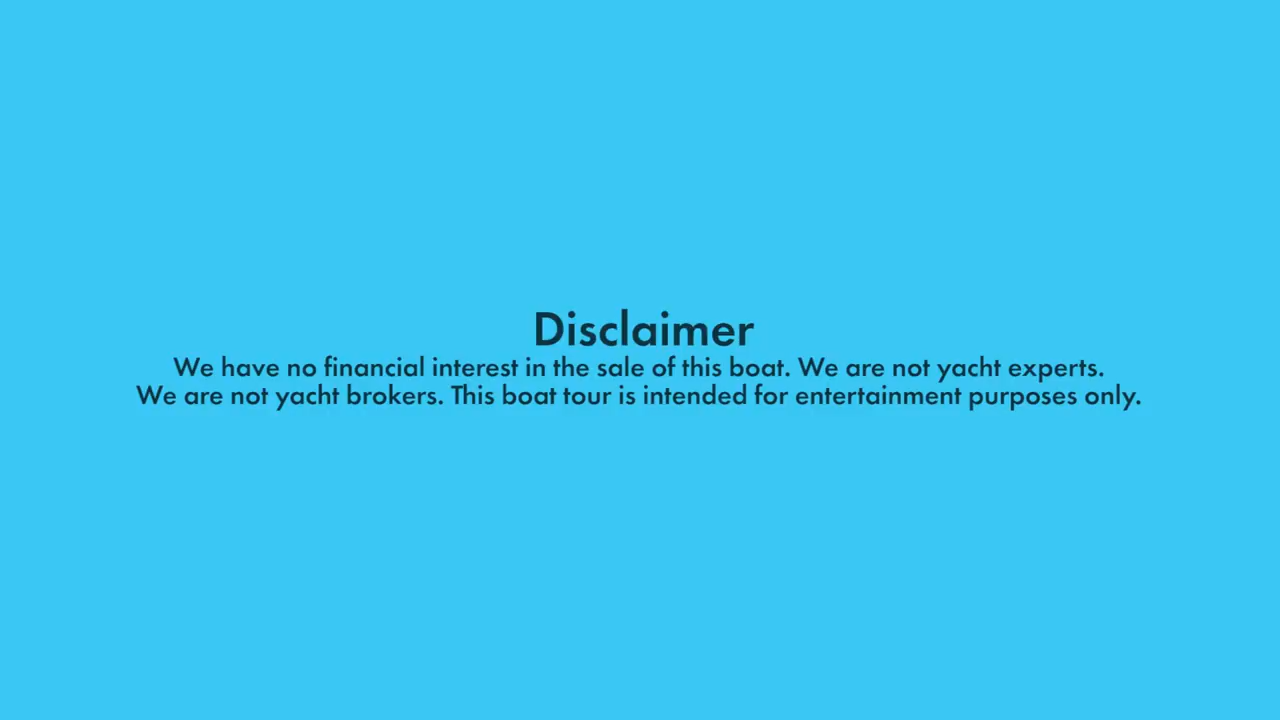 Disclaimer
We have no financial interest in the sale of this boat. We are not yacht experts.
We are not yacht brokers. This boat tour is intended for entertainment purposes only.